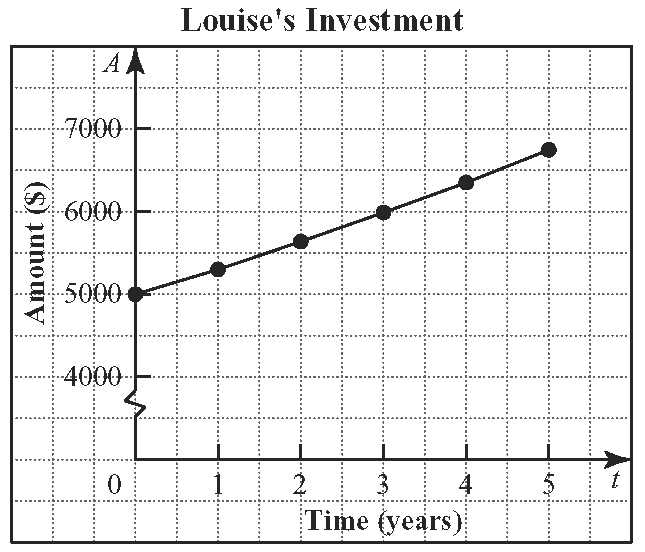 Louise's Investment
A
7000
6000
5000
4000
Amount ($)
0 1 2 3 4 5 t
Time (years)